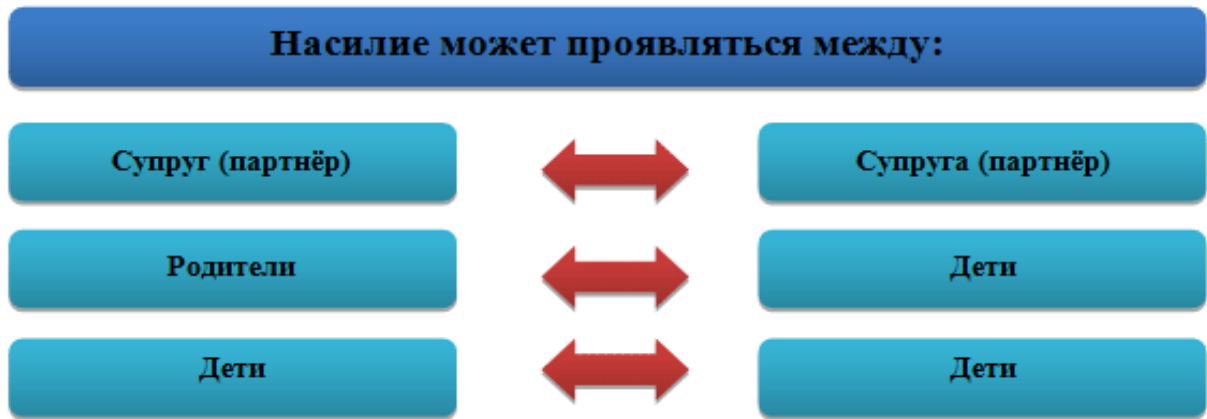 Насилие может проявляться между:
Супруг (партнёр)
Супруга (партнёр)
Родители
Дети
Дети
Дети